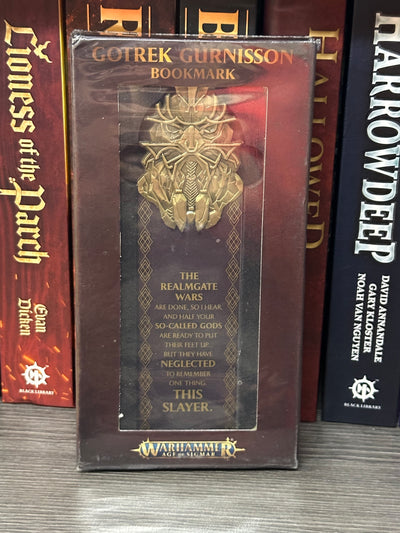 GOTREK GURNISSON
BOOKMARK
THE
REALMGATE
WARS
ARE DONE, SO I HEAR,
AND HALF YOUR
SO-CALLED GODS
ARE READY TO PUT
THEIR FEET UP.
BUT THEY HAVE
NEGLECTED
TO REMEMBER
ONE THING.
THIS
SLAYER.
WARHAMMER
AGE OF SIGMAR
Lioness of the Parch
Evan
Dicken
BLACK LIBRARY
HALLOWED
BLACK LIBRARY
HARROWDEEP
DAVID ANNANDALE
GARY KLOSTER
NOAH VAN NGUYEN
BLACK LIBRARY